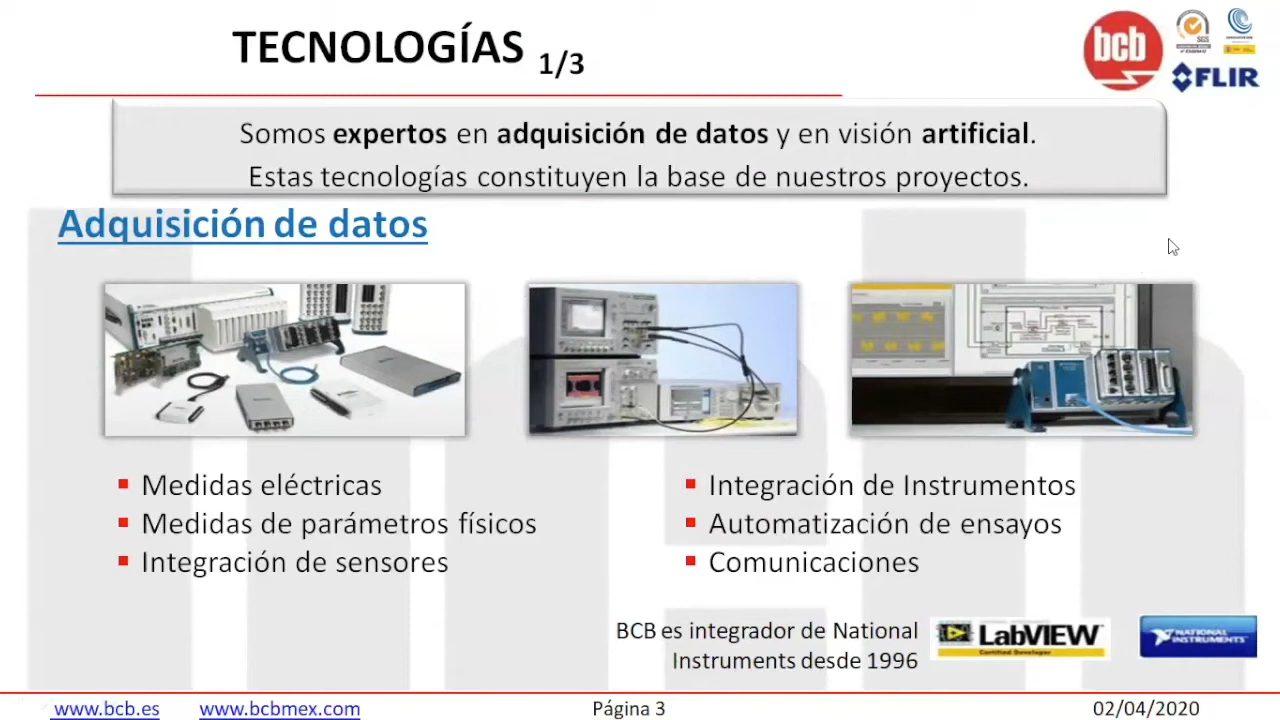 TECNOLOGÍAS 1/3
bcb
SGS
FLIR
Somos expertos en adquisición de datos y en visión artificial.
Estas tecnologías constituyen la base de nuestros proyectos.
Adquisición de datos
Medidas eléctricas
Medidas de parámetros físicos
Integración de sensores
Integración de Instrumentos
Automatización de ensayos
Comunicaciones
BCB es integrador de National
Instruments desde 1996
LabVIEW
Certified Developer
NATIONAL
INSTRUMENTS
www.bcb.es www.bcbmex.com Página 3 02/04/2020